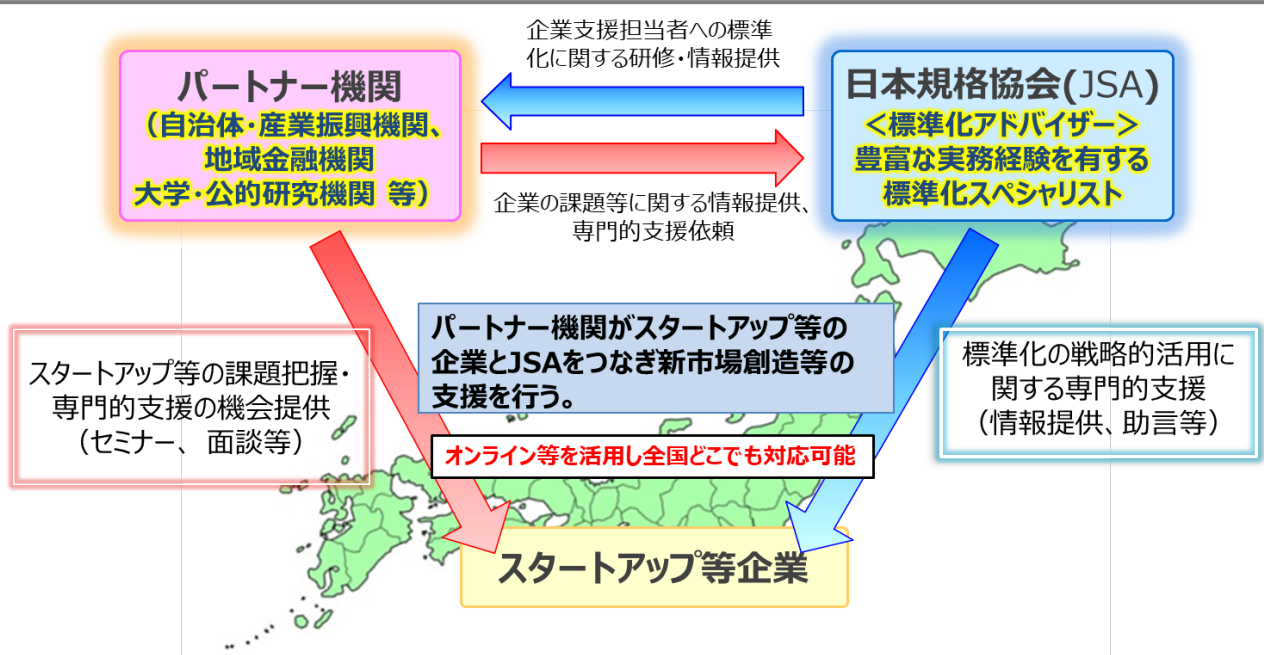 企業支援担当者への標準
化に関する研修・情報提供
パートナー機関
（自治体・産業振興機関、
地域金融機関
大学・公的研究機関 等）
日本規格協会(JSA)
＜標準化アドバイザー＞
豊富な実務経験を有する
標準化スペシャリスト
企業の課題等に関する情報提供、
専門的支援依頼
パートナー機関がスタートアップ等の
企業とJSAをつなぎ新市場創造等の
支援を行う。
オンライン等を活用し全国どこでも対応可能
スタートアップ等の課題把握・
専門的支援の機会提供
（セミナー、 面談等）
標準化の戦略的活用に
関する専門的支援
（情報提供、助言等）
スタートアップ等企業